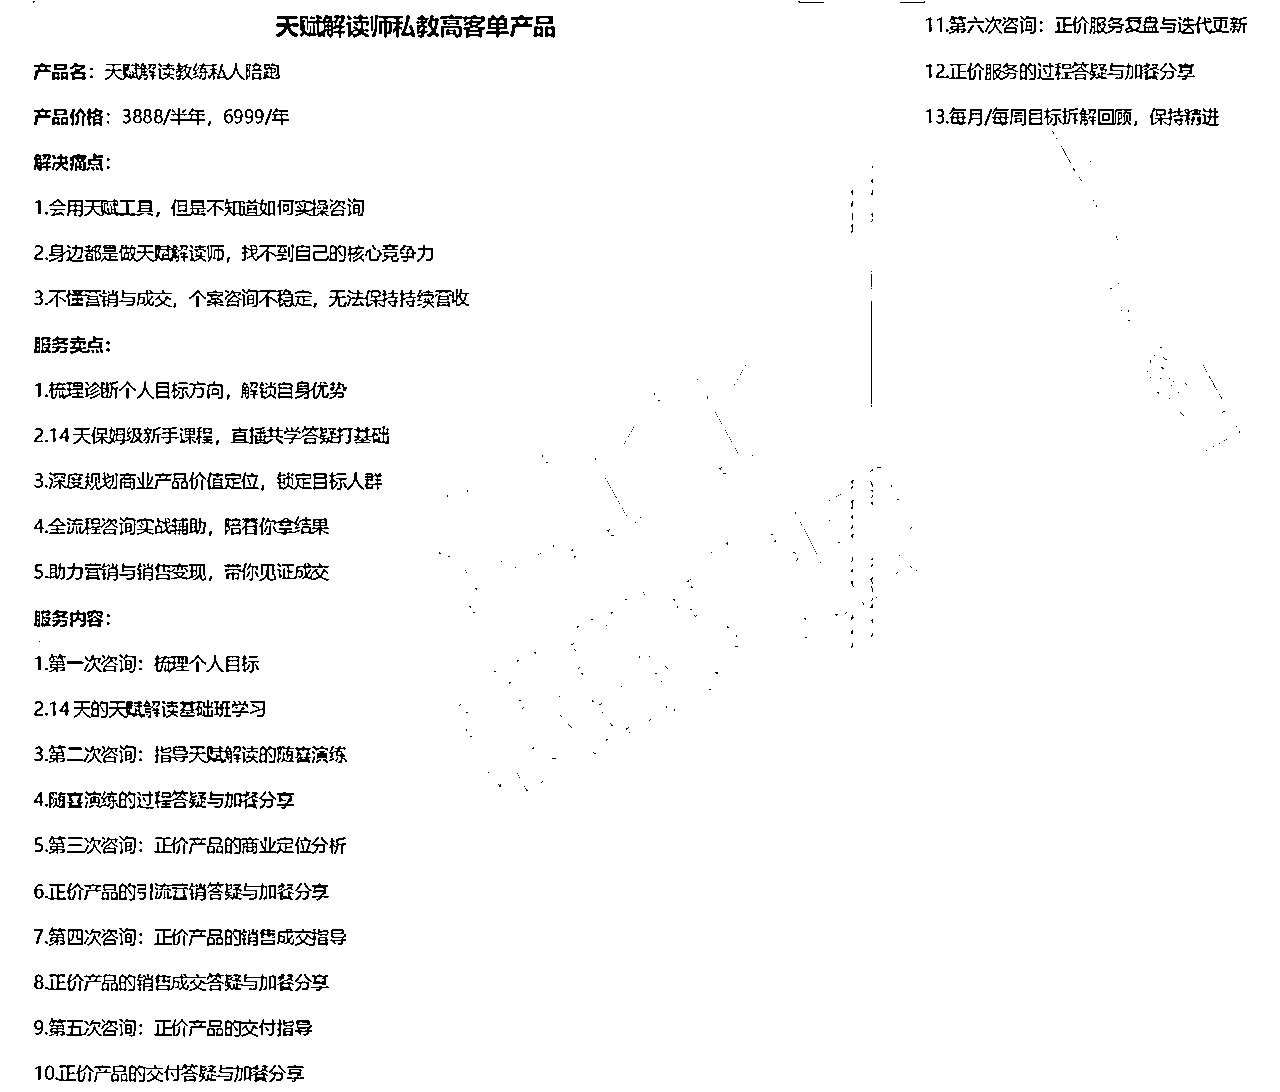 天赋解读师私教高客单产品
产品名：天赋解读教练私人陪跑
产品价格：3888/半年，6999/年
解决痛点：
1.会用天赋工具，但是不知道如何实操咨询
2.身边都是做天赋解读师，找不到自己的核心竞争力
3.不懂营销与成交，个案咨询不稳定，无法保持持续营收
服务卖点：
1.梳理诊断个人目标方向，解锁自身优势
2.14天保姆级新手课程，直播共学答疑打基础
3.深度规划商业产品价值定位，锁定目标人群
4.全流程咨询实战辅助，陪着你拿结果
5.助力营销与销售变现，带你见证成交
服务内容：
1.第一次咨询：梳理个人目标
2.14天的天赋解读基础班学习
3.第二次咨询：指导天赋解读的随喜演练
4.随喜演练的过程答疑与加餐分享
5.第三次咨询：正价产品的商业定位分析
6.正价产品的引流营销答疑与加餐分享
7.第四次咨询：正价产品的销售成交指导
8.正价产品的销售成交答疑与加餐分享
9.第五次咨询：正价产品的交付指导
10.正价产品的交付答疑与加餐分享
11.第六次咨询：正价服务复盘与迭代更新
12.正价服务的过程答疑与加餐分享
13.每月/每周目标拆解回顾，保持精进